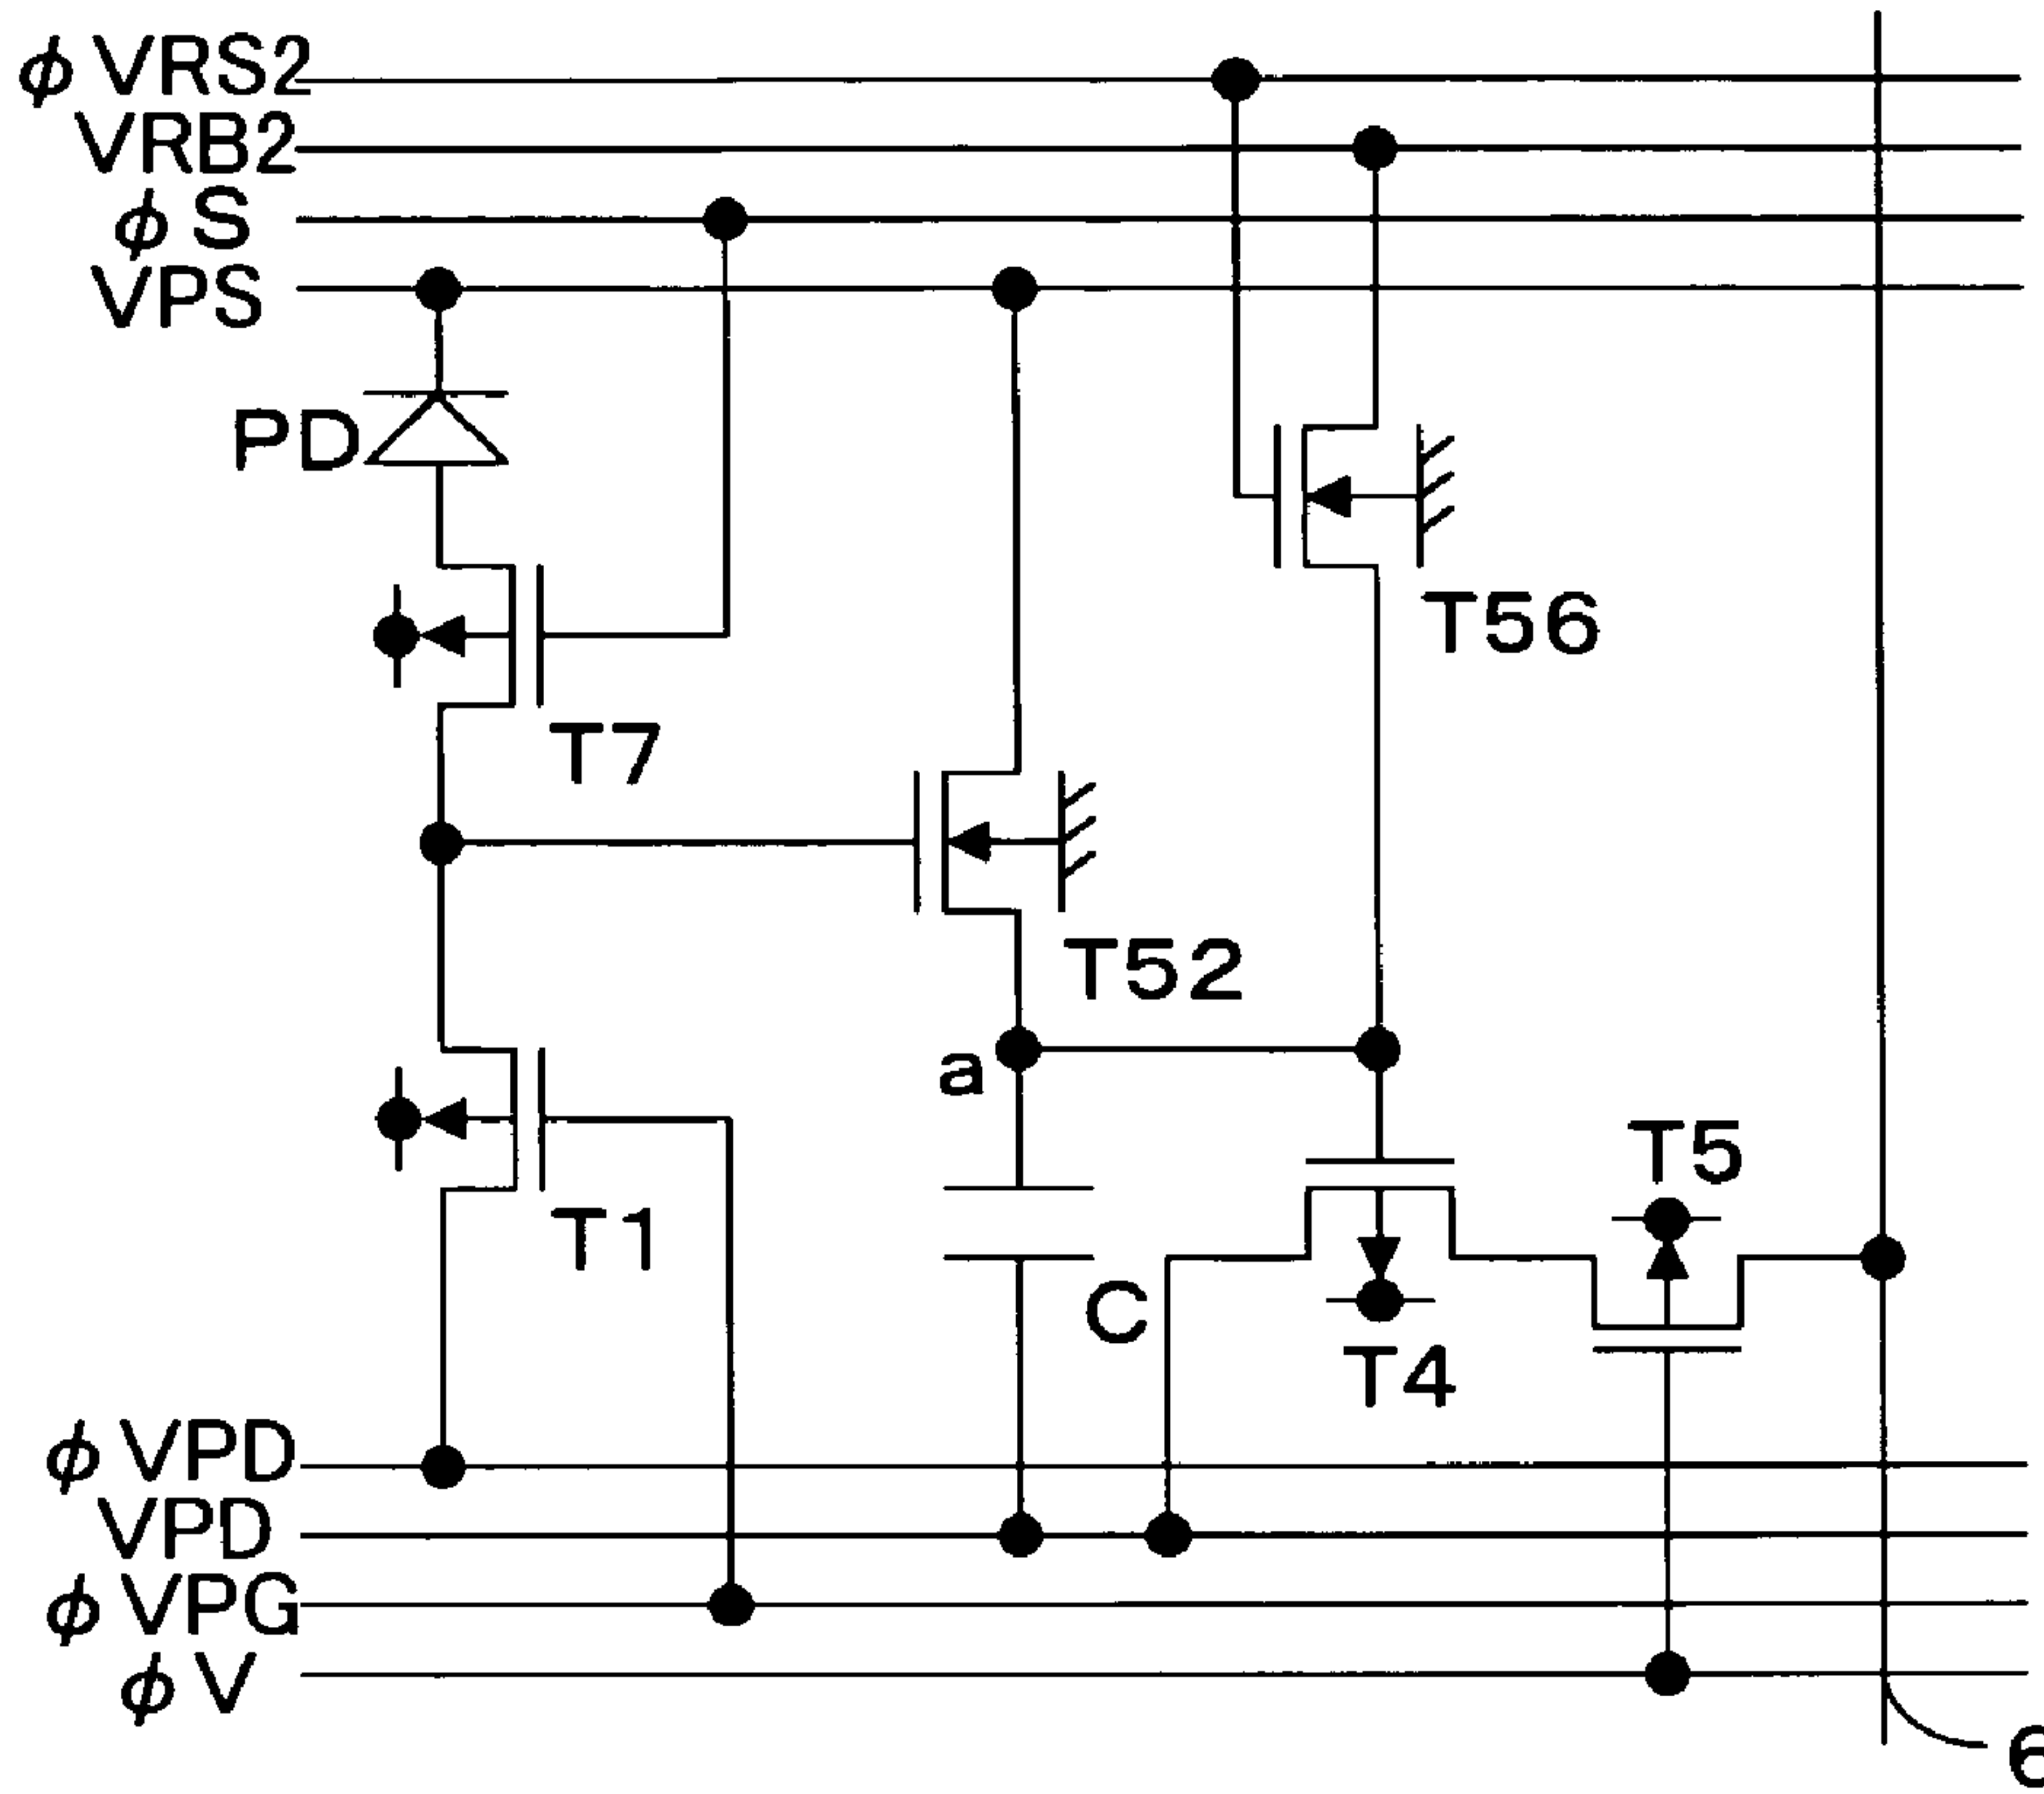 φVRS2
VRB2
φS
VPS
PD
T56
T7
T52
a
T5
T1
C
T4
φVPD
VPD
φVPG
φV
6